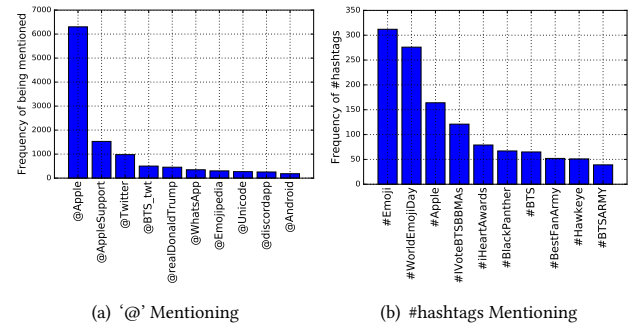 7000
6000
5000
4000
3000
2000
1000
0
Frequency of being mentioned
@Apple
@AppleSupport
@Twitter
@BTS_twt
@realDonaldTrump
@WhatsApp
@Emojipedia
@Unicode
@discordapp
@Android
(a) '@' Mentioning
350
300
250
200
150
100
50
0
Frequency of #hashtags
#Emoji
#WorldEmojiDay
#Apple
#IVoteBTSBBMAs
#iHeartAwards
#BlackPanther
#BTS
#BestFanArmy
#Hawkeye
#BTSARMY
(b) #hashtags Mentioning